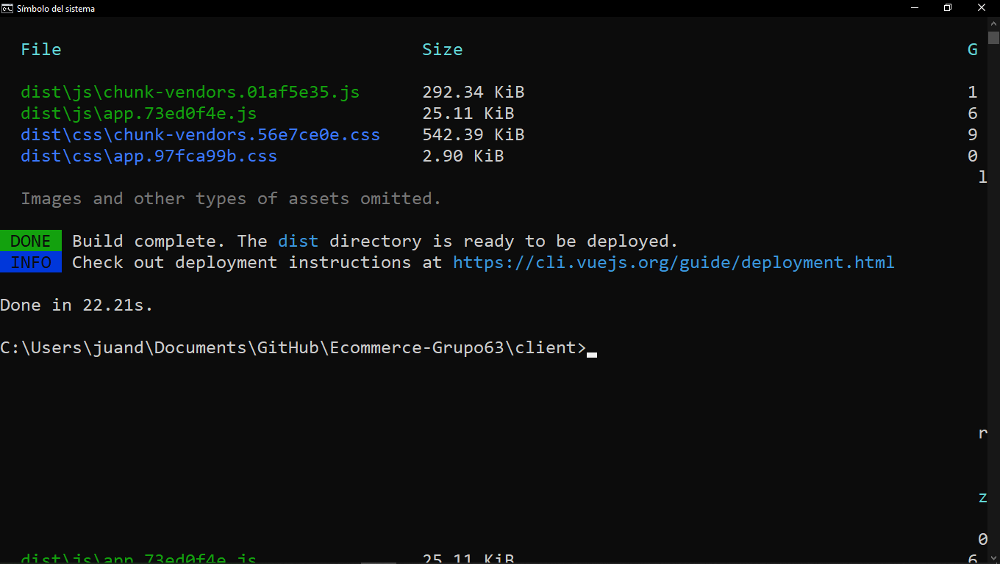 Símbolo del sistema
File Size G
dist\js\chunk-vendors.01af5e35.js 292.34 KiB 1
dist\js\app.73ed0f4e.js 25.11 KiB 6
dist\css\chunk-vendors.56e7ce0e.css 542.39 KiB 9
dist\css\app.97fca99b.css 2.90 KiB 0
l
Images and other types of assets omitted.
DONE Build complete. The dist directory is ready to be deployed.
INFO Check out deployment instructions at https://cli.vuejs.org/guide/deployment.html
Done in 22.21s.
C:\Users\juand\Documents\GitHub\Ecommerce-Grupo63\client>
r
z
0
dist\js\app.73ed0f4e.js 25.11 KiB 6